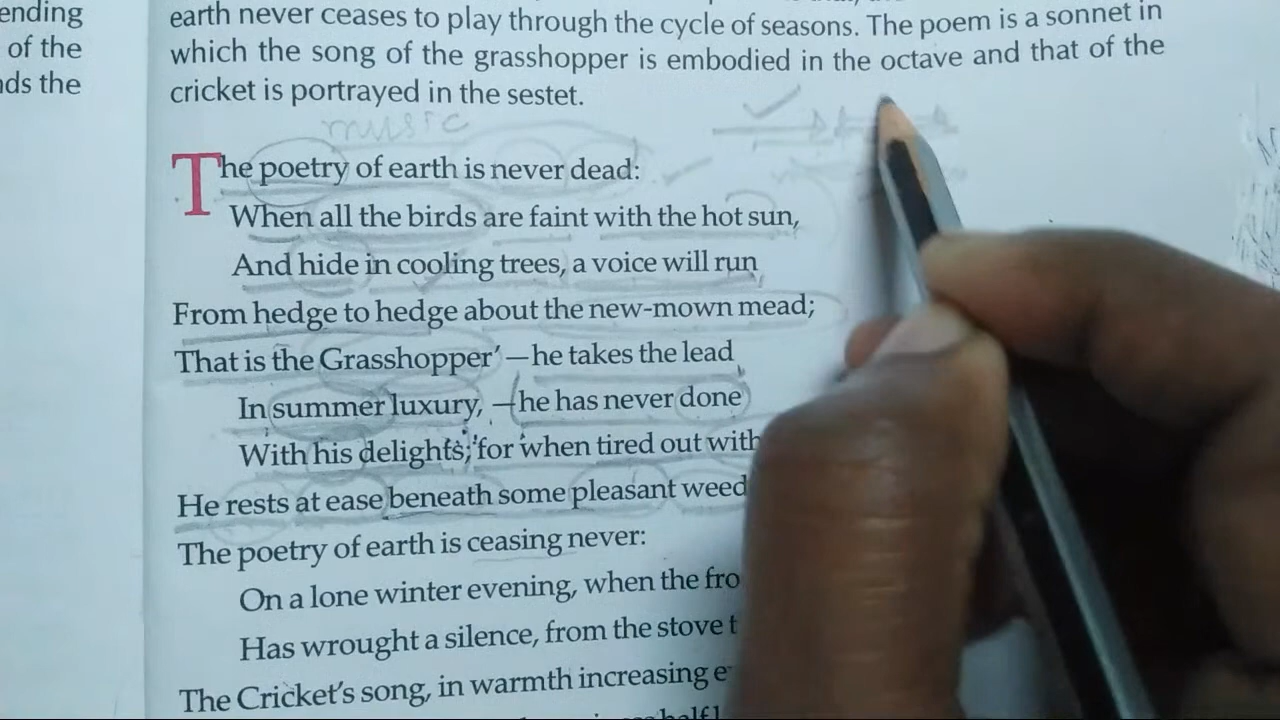 ending
of the
nds the
earth never ceases to play through the cycle of seasons. The poem is a sonnet in
which the song of the grasshopper is embodied in the octave and that of the
cricket is portrayed in the sestet.
music
The poetry of earth is never dead:
When all the birds are faint with the hot sun,
And hide in cooling trees, a voice will run
From hedge to hedge about the new-mown mead;
That is the Grasshopper’—he takes the lead
In summer luxury, —he has never done
With his delights; for when tired out with
He rests at ease beneath some pleasant weed
The poetry of earth is ceasing never:
On a lone winter evening, when the fro
Has wrought a silence, from the stove t
The Cricket's song, in warmth increasing e
half l